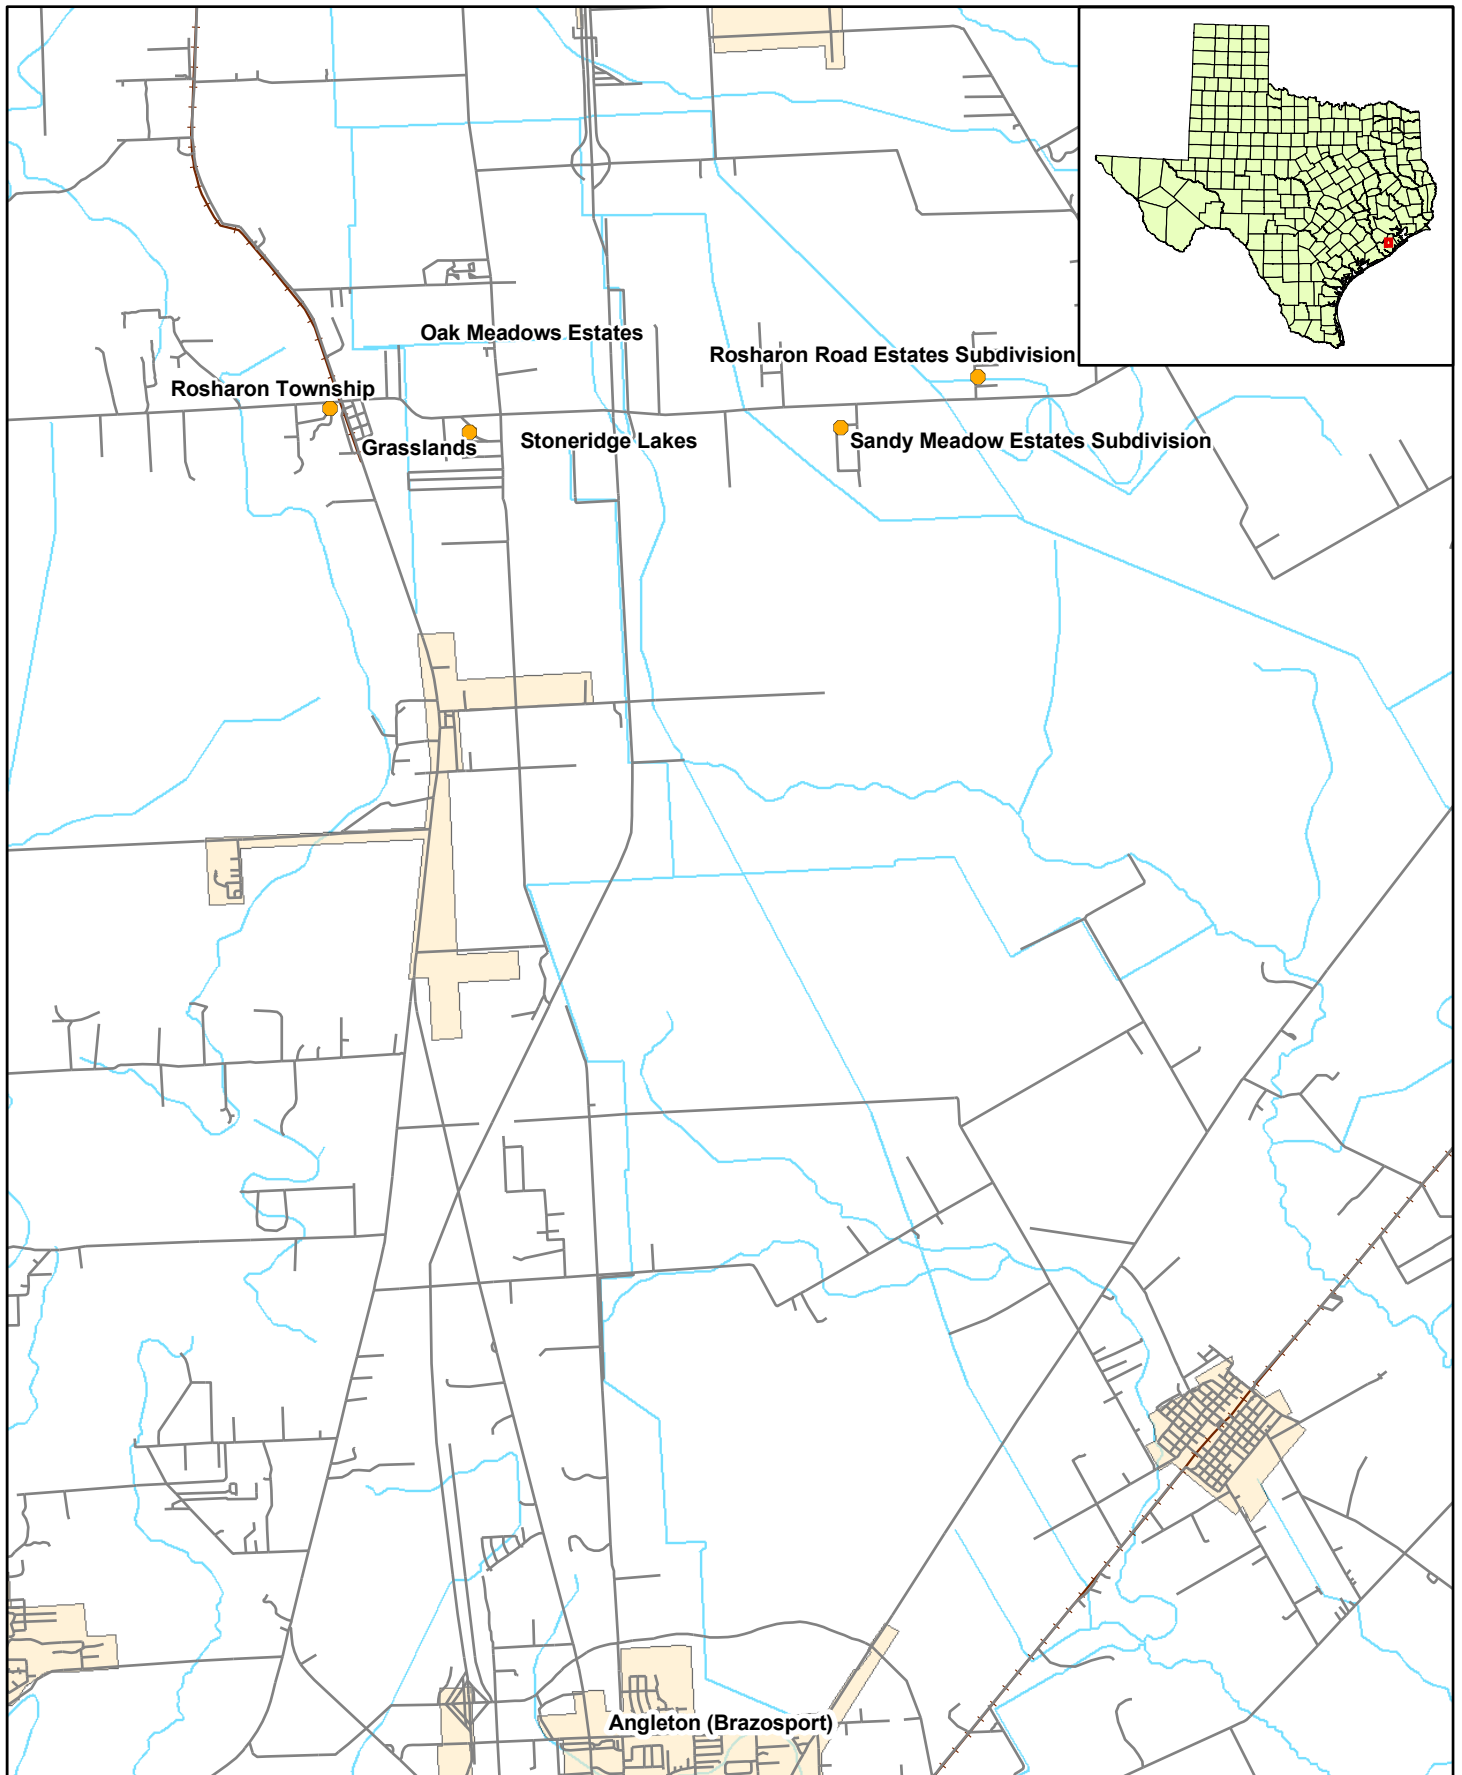 Oak Meadows Estates
Rosharon Road Estates Subdivision
Rosharon Township
Grasslands
Stoneridge Lakes
Sandy Meadow Estates Subdivision
Angleton (Brazosport)